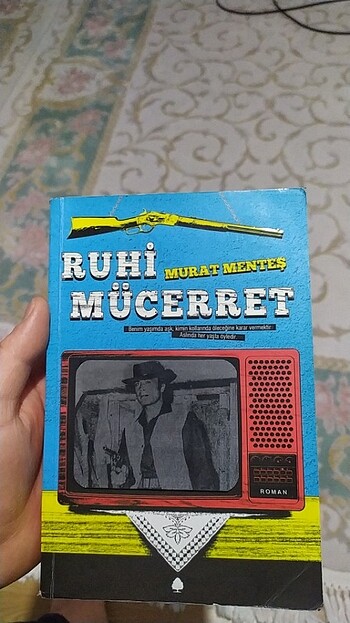 RUHİ
MURAT MENTEŞ
MÜCERRET
Benim yaşımda aşk, kimin kollarında öleceğine karar vermektir.
Aslında her yaşta öyledir.
ROMAN